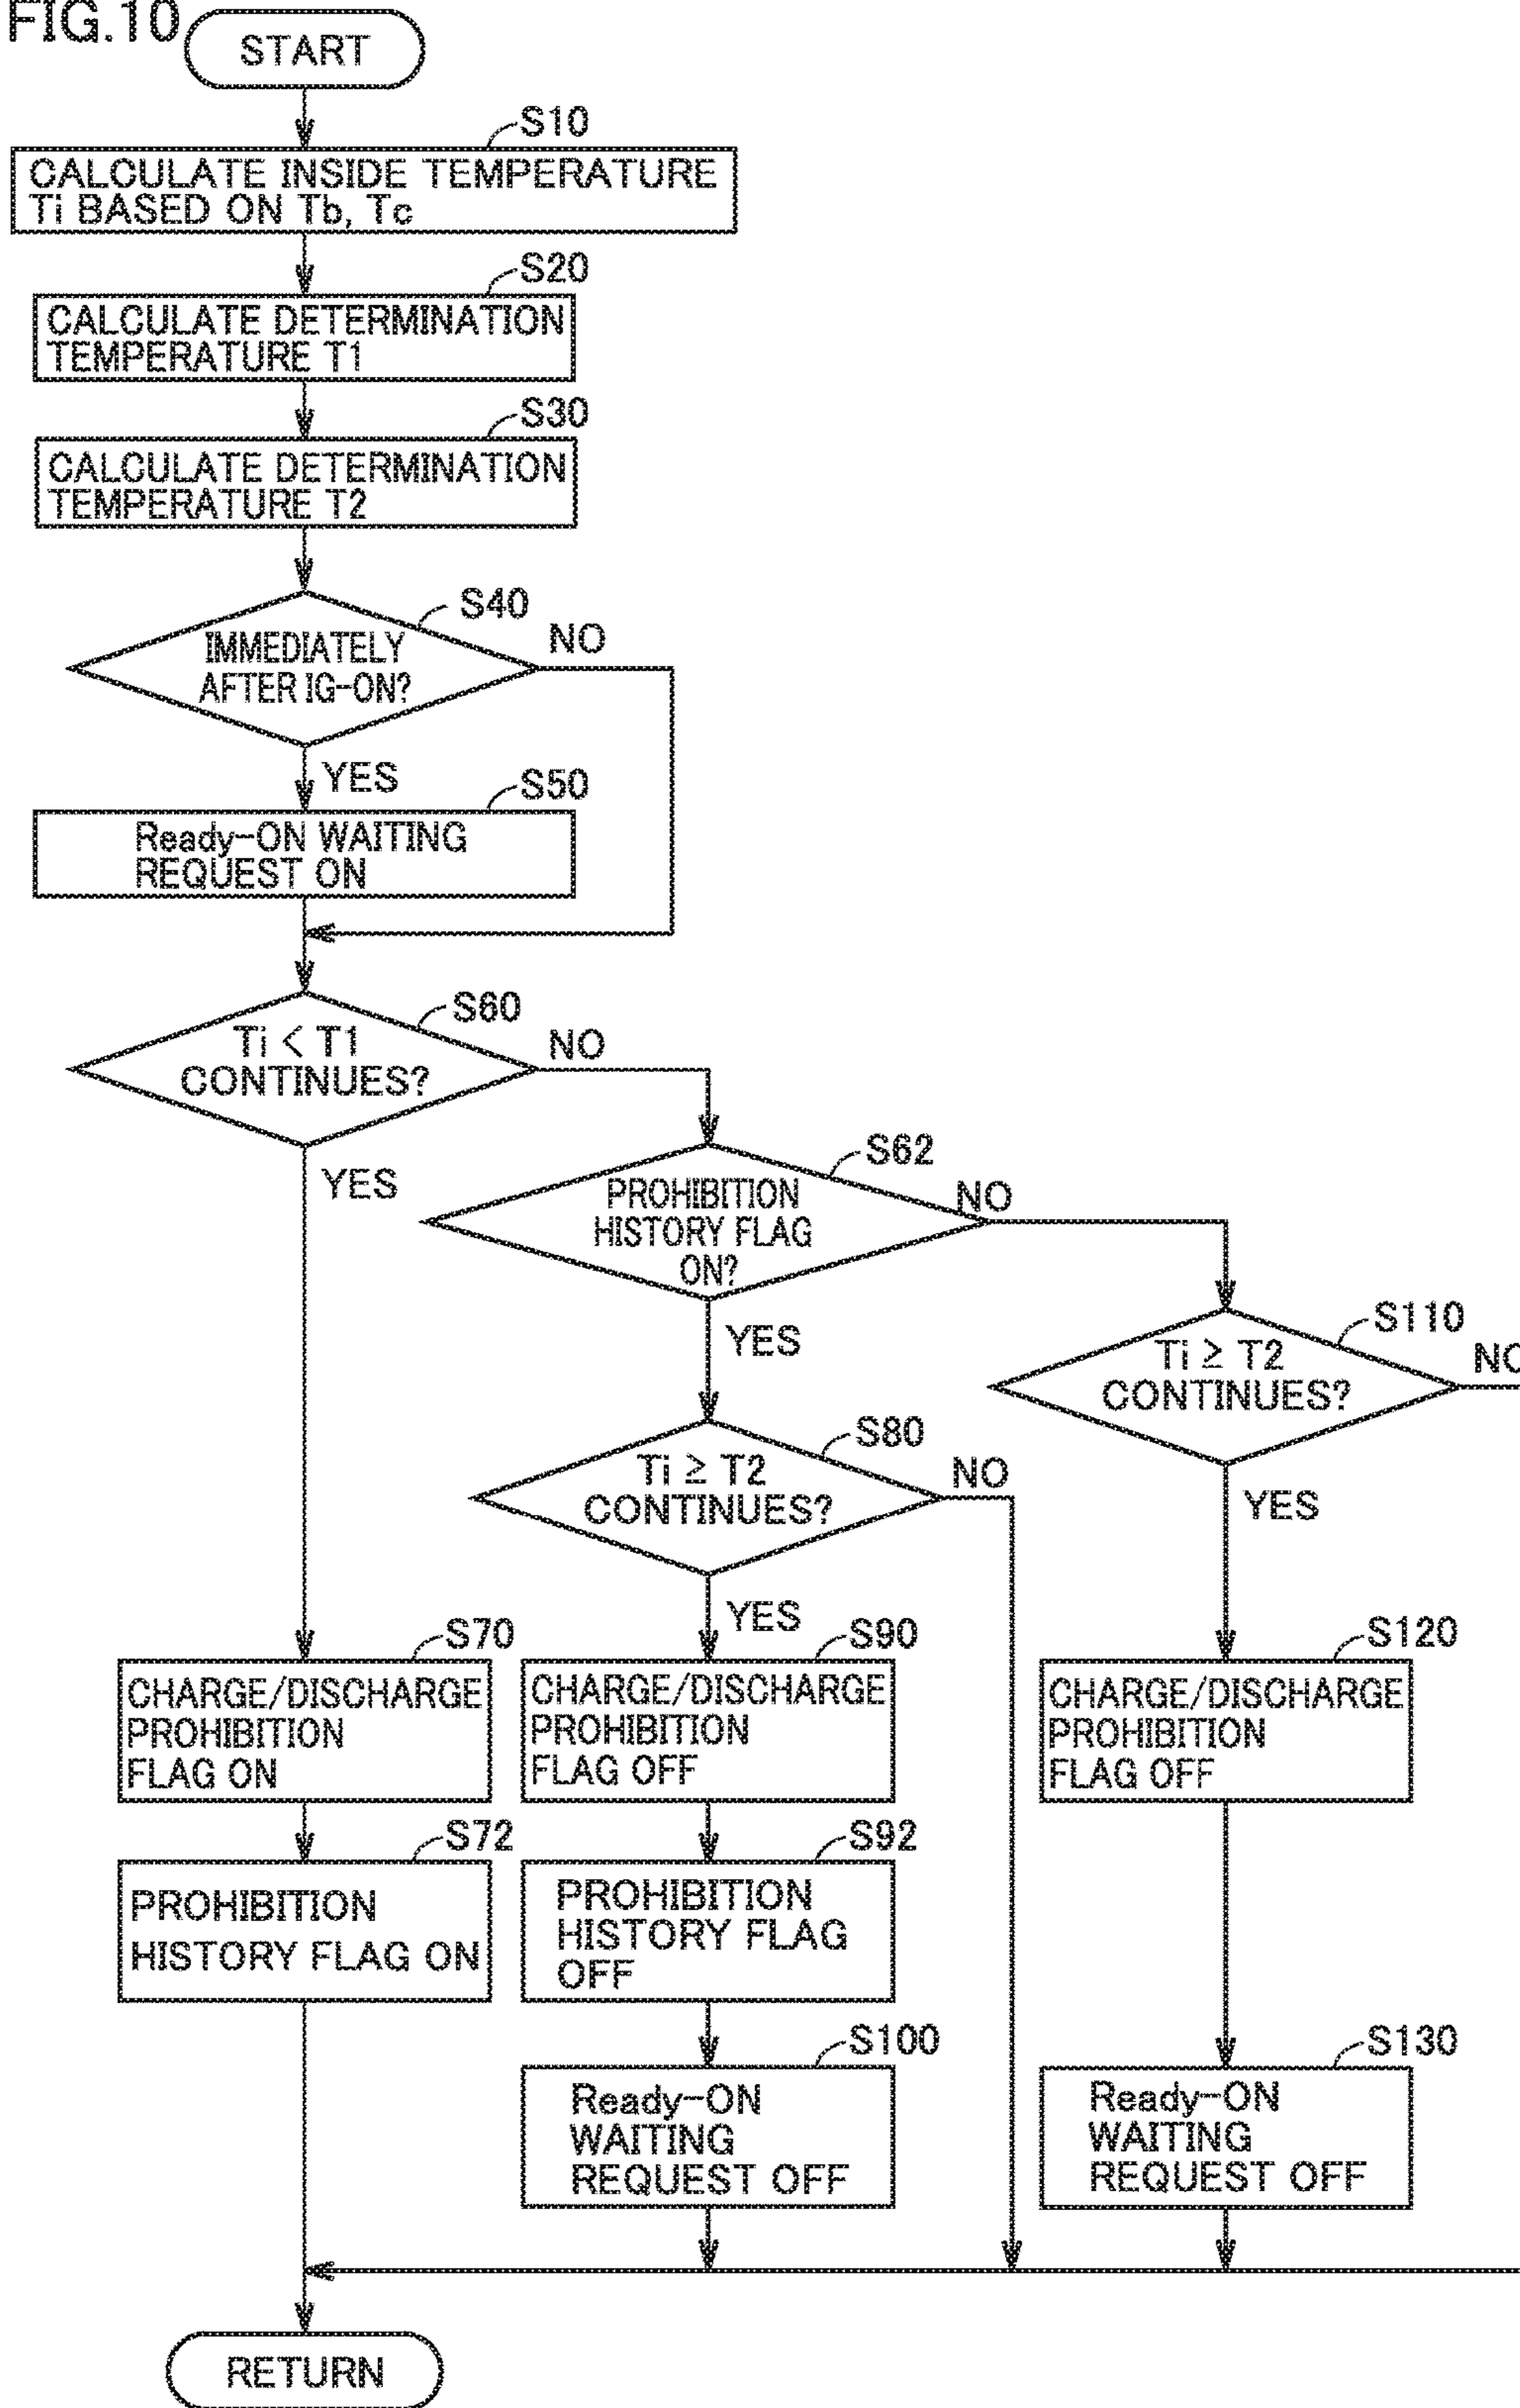 FIG.10
START
S10
CALCULATE INSIDE TEMPERATURE
Ti BASED ON Tb, Tc
S20
CALCULATE DETERMINATION
TEMPERATURE T1
S30
CALCULATE DETERMINATION
TEMPERATURE T2
S40
IMMEDIATELY
AFTER IG-ON?
NO
YES
S50
Ready-ON WAITING
REQUEST ON
S60
Ti < T1
CONTINUES?
NO
YES
S62
PROHIBITION
HISTORY FLAG
ON?
NO
YES
S110
Ti ≥ T2
CONTINUES?
NO
YES
S80
Ti ≥ T2
CONTINUES?
NO
YES
S70
CHARGE/DISCHARGE
PROHIBITION
FLAG ON
S90
CHARGE/DISCHARGE
PROHIBITION
FLAG OFF
S120
CHARGE/DISCHARGE
PROHIBITION
FLAG OFF
S72
PROHIBITION
HISTORY FLAG ON
S92
PROHIBITION
HISTORY FLAG
OFF
S100
Ready-ON
WAITING
REQUEST OFF
S130
Ready-ON
WAITING
REQUEST OFF
RETURN